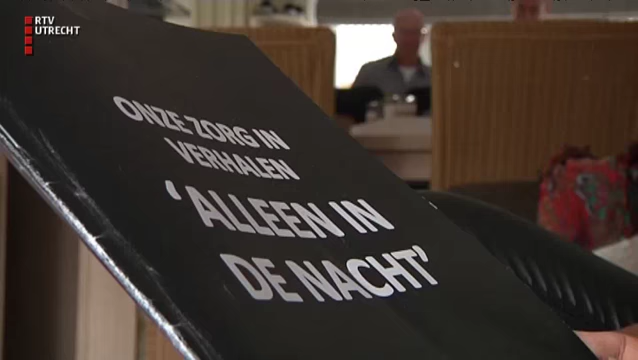 RTV
UTRECHT
ONZE ZORG IN
VERHALEN
‘ALLEEN IN
DE NACHT’